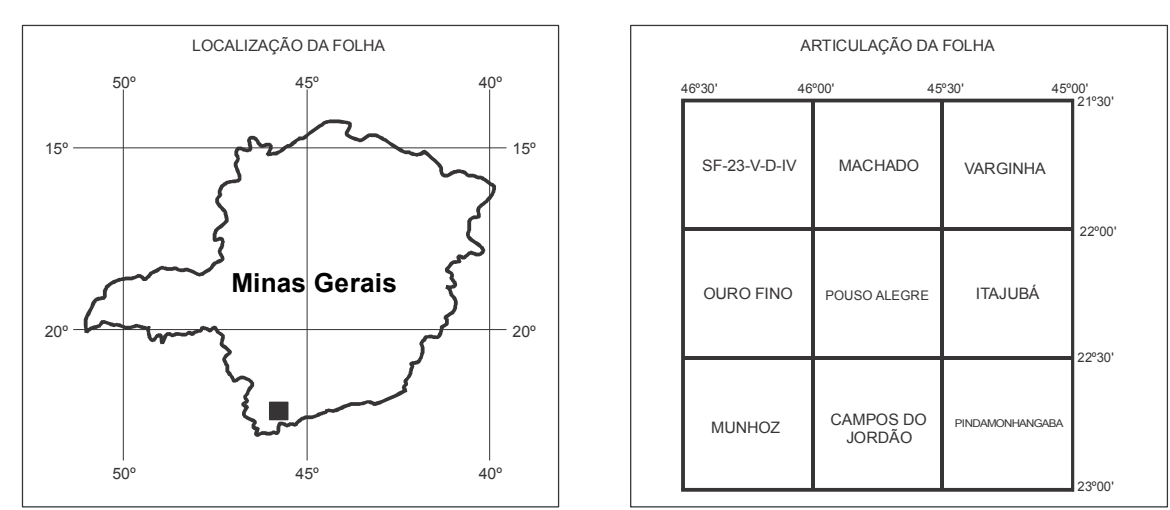 LOCALIZAÇÃO DA FOLHA
50º 45º 40º
15º 15º
Minas Gerais
20º 20º
50º 45º 40º
ARTICULAÇÃO DA FOLHA
46º30' 46º00' 45º30' 45º00'
21º30'
SF-23-V-D-IV MACHADO VARGINHA
22º00'
OURO FINO POUSO ALEGRE ITAJUBÁ
22º30'
MUNHOZ CAMPOS DO JORDÃO PINDAMONHANGABA
23º00'